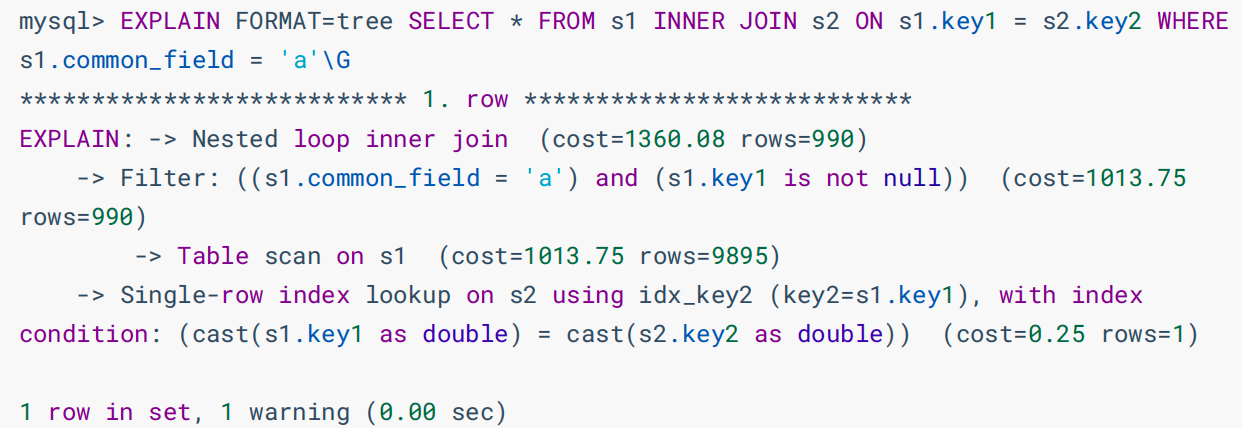 mysql> EXPLAIN FORMAT=tree SELECT * FROM s1 INNER JOIN s2 ON s1.key1 = s2.key2 WHERE
s1.common_field = 'a'\G
*************************** 1. row ***************************
EXPLAIN: -> Nested loop inner join  (cost=1360.08 rows=990)
    -> Filter: ((s1.common_field = 'a') and (s1.key1 is not null))  (cost=1013.75
rows=990)
        -> Table scan on s1  (cost=1013.75 rows=9895)
    -> Single-row index lookup on s2 using idx_key2 (key2=s1.key1), with index
condition: (cast(s1.key1 as double) = cast(s2.key2 as double))  (cost=0.25 rows=1)
1 row in set, 1 warning (0.00 sec)